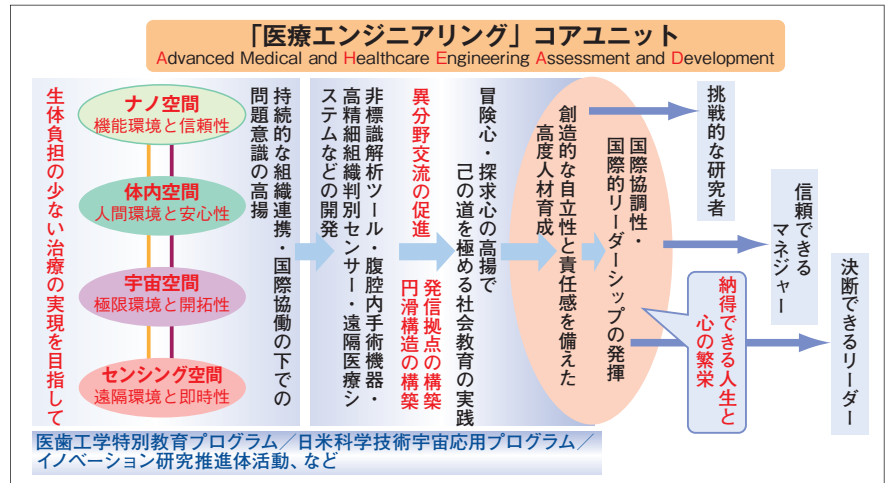 「医療エンジニアリング」コアユニット
Advanced Medical and Healthcare Engineering Assessment and Development
生体負担の少ない治療の実現を目指して
ナノ空間
機能環境と信頼性
体内空間
人間環境と安心性
宇宙空間
極限環境と開拓性
センシング空間
遠隔環境と即時性
持続的な組織連携・国際協働の下での
問題意識の高揚
非標識解析ツール・腹腔内手術機器・
高精細組織判別センサー・遠隔医療シ
ステムなどの開発
異分野交流の促進
発信拠点の構築
円滑構造の構築
冒険心・探求心の高揚で
己の道を極める社会教育の実践
創造的な自立性と責任感を備えた
高度人材育成
国際協調性・
国際的リーダーシップの発揮
挑戦的な研究者
信頼できる
マネジャー
決断できるリーダー
納得できる人生と
心の繁栄
医歯工学特別教育プログラム／日米科学技術宇宙応用プログラム／
イノベーション研究推進体活動、など